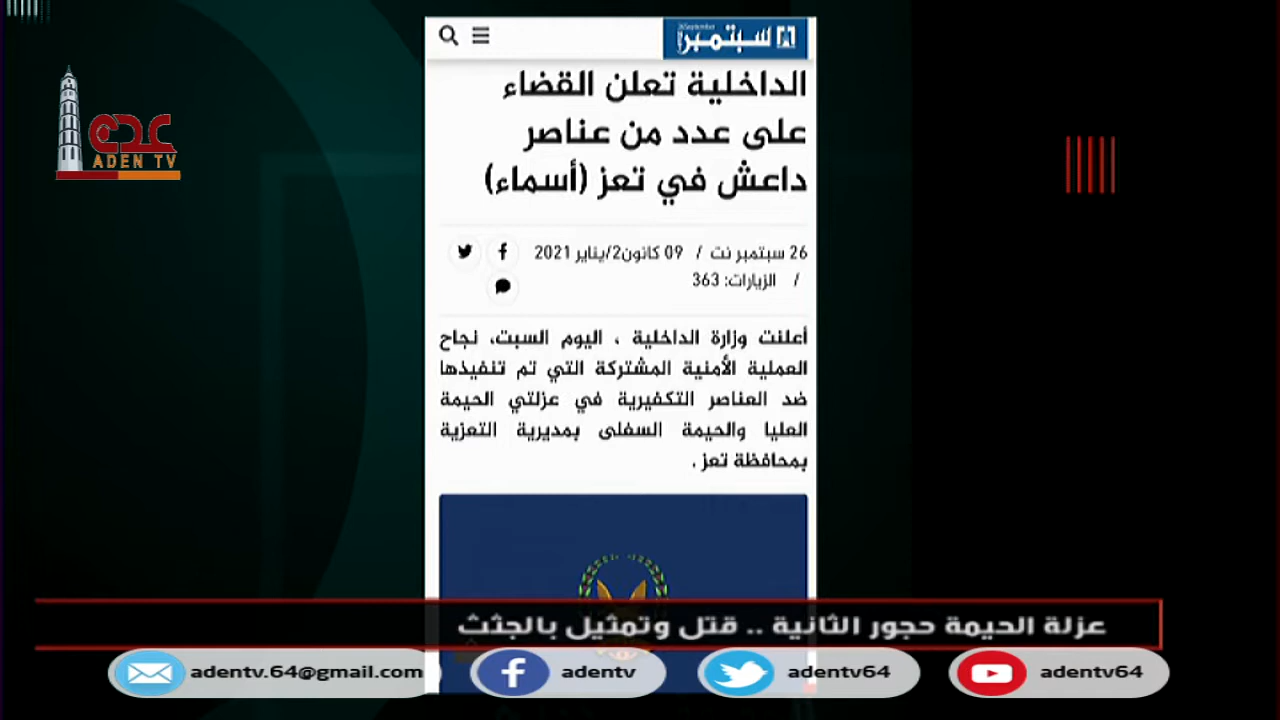 عدن
ADEN TV
26September
سبتمبر
الداخلية تعلن القضاء
على عدد من عناصر
داعش في تعز (أسماء)
26 سبتمبر نت / 09 كانون2/يناير 2021
/ الزيارات: 363
أعلنت وزارة الداخلية ، اليوم السبت، نجاح
العملية الأمنية المشتركة التي تم تنفيذها
ضد العناصر التكفيرية في عزلتي الحيمة
العليا والحيمة السفلى بمديرية التعزية
بمحافظة تعز .
عزلة الحيمة حجور الثانية .. قتل وتمثيل بالجثث
adentv.64@gmail.com
adentv
adentv64
adentv64